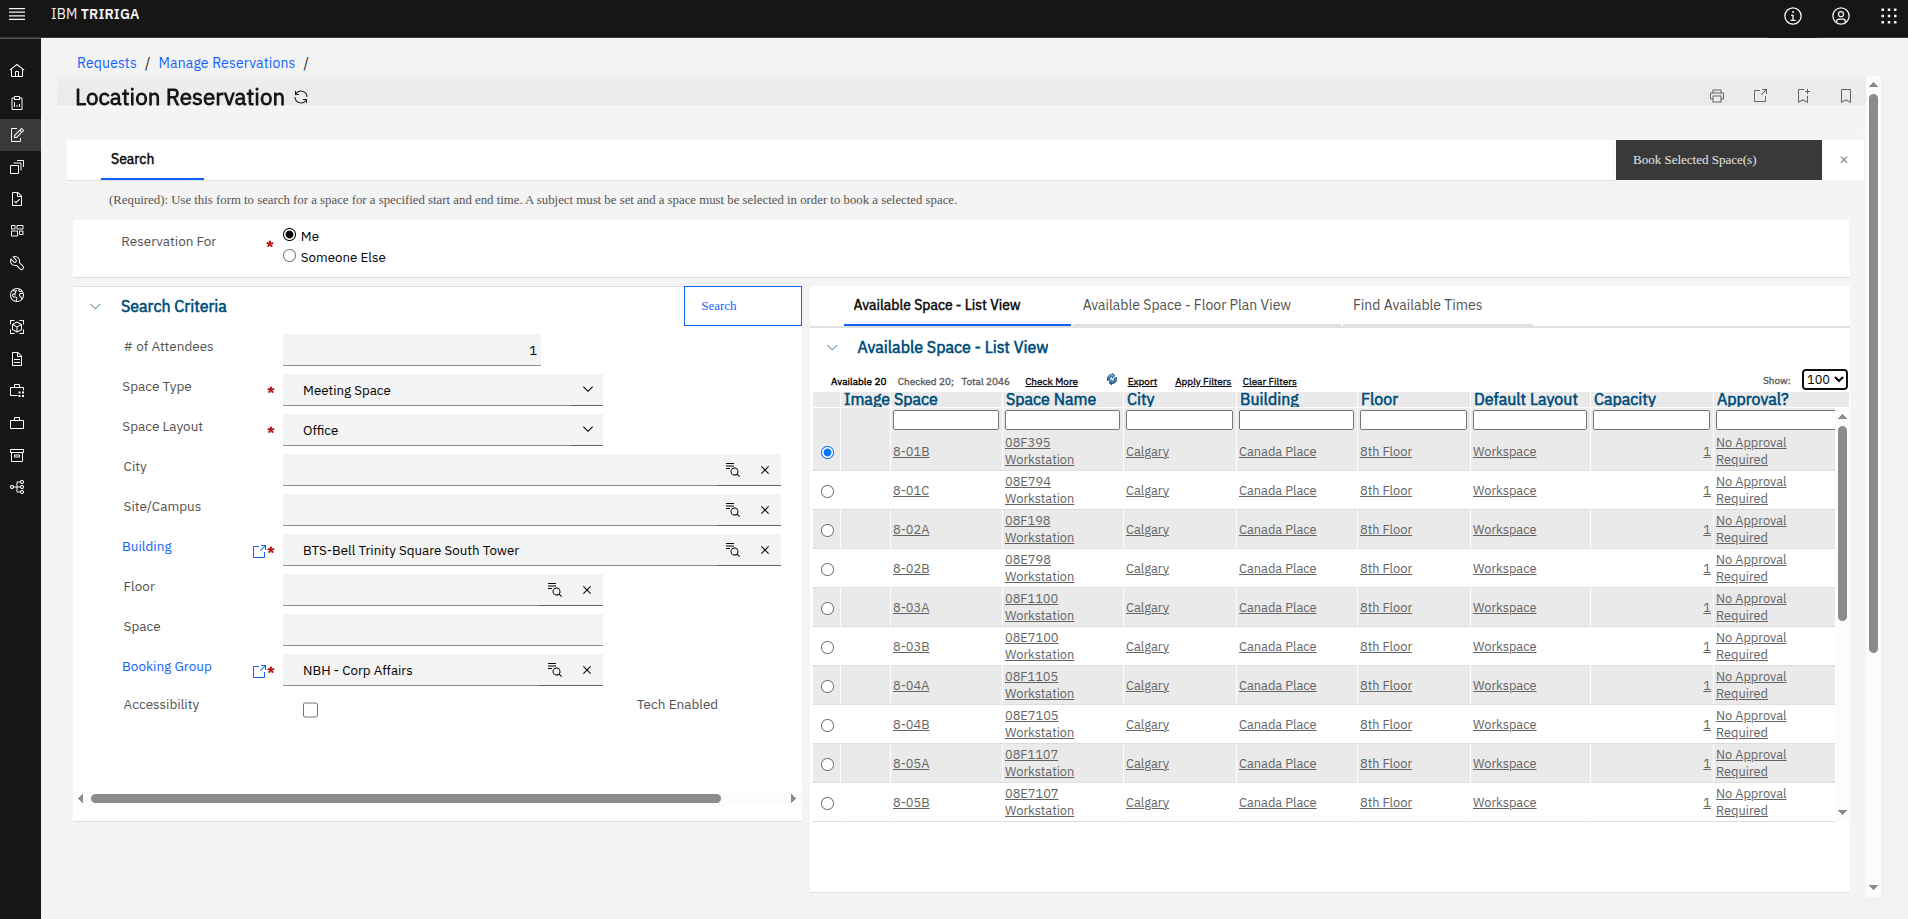 IBM TRIRIGA
Requests / Manage Reservations /
Location Reservation
Search
Book Selected Space(s)
(Required): Use this form to search for a space for a specified start and end time. A subject must be set and a space must be selected in order to book a selected space.
Reservation For * Me
Someone Else
Search Criteria
Search
# of Attendees 1
Space Type * Meeting Space
Space Layout * Office
City
Site/Campus
Building * BTS-Bell Trinity Square South Tower
Floor
Space
Booking Group * NBH - Corp Affairs
Accessibility Tech Enabled
Available Space - List View Available Space - Floor Plan View Find Available Times
Available Space - List View
Available 20 Checked 20; Total 2046 Check More Export Apply Filters Clear Filters Show: 100
Image Space Space Name City Building Floor Default Layout Capacity Approval?
8-01B 08F395 Workstation Calgary Canada Place 8th Floor Workspace 1 No Approval Required
8-01C 08E794 Workstation Calgary Canada Place 8th Floor Workspace 1 No Approval Required
8-02A 08F198 Workstation Calgary Canada Place 8th Floor Workspace 1 No Approval Required
8-02B 08E798 Workstation Calgary Canada Place 8th Floor Workspace 1 No Approval Required
8-03A 08F1100 Workstation Calgary Canada Place 8th Floor Workspace 1 No Approval Required
8-03B 08E7100 Workstation Calgary Canada Place 8th Floor Workspace 1 No Approval Required
8-04A 08F1105 Workstation Calgary Canada Place 8th Floor Workspace 1 No Approval Required
8-04B 08E7105 Workstation Calgary Canada Place 8th Floor Workspace 1 No Approval Required
8-05A 08F1107 Workstation Calgary Canada Place 8th Floor Workspace 1 No Approval Required
8-05B 08E7107 Workstation Calgary Canada Place 8th Floor Workspace 1 No Approval Required